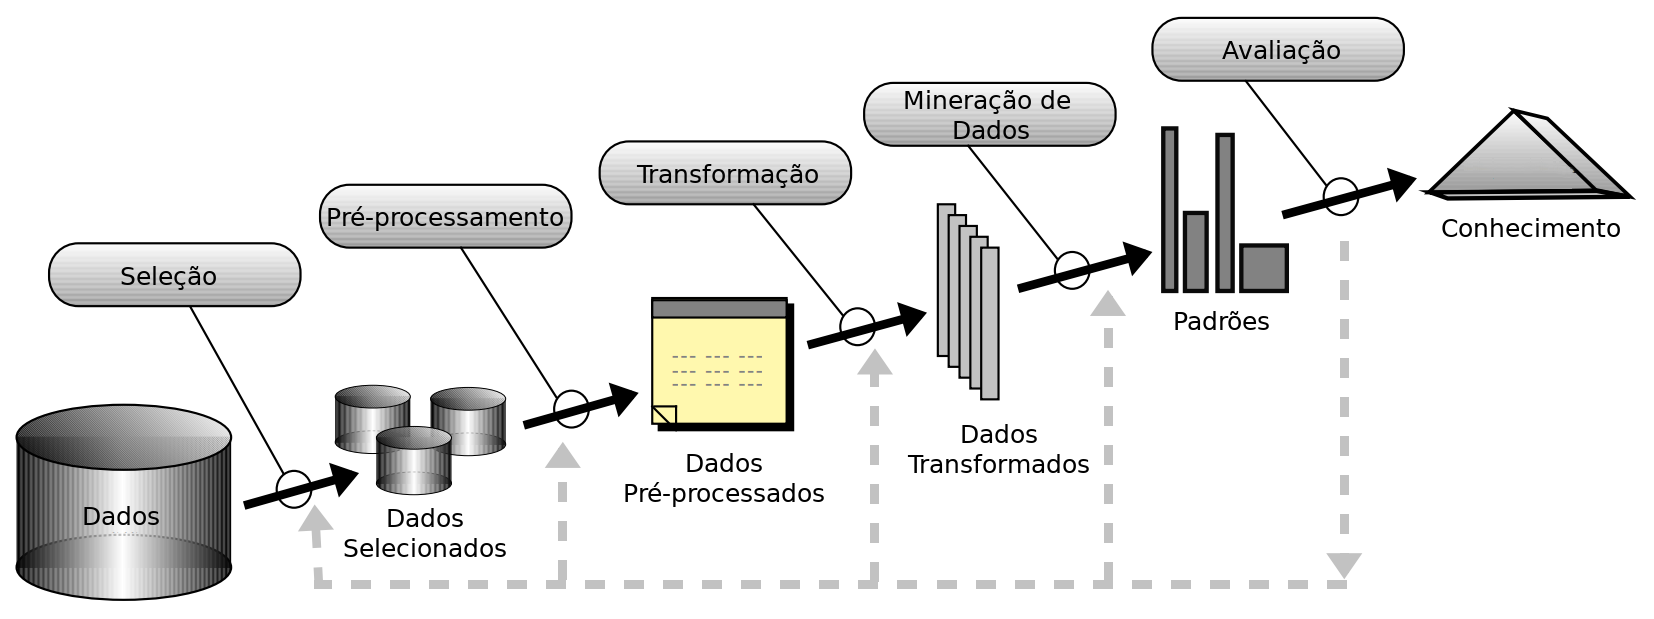 Avaliação
Mineração de
Dados
Transformação
Pré-processamento
Seleção
Conhecimento
Padrões
Dados
Transformados
Dados
Pré-processados
Dados
Selecionados
Dados